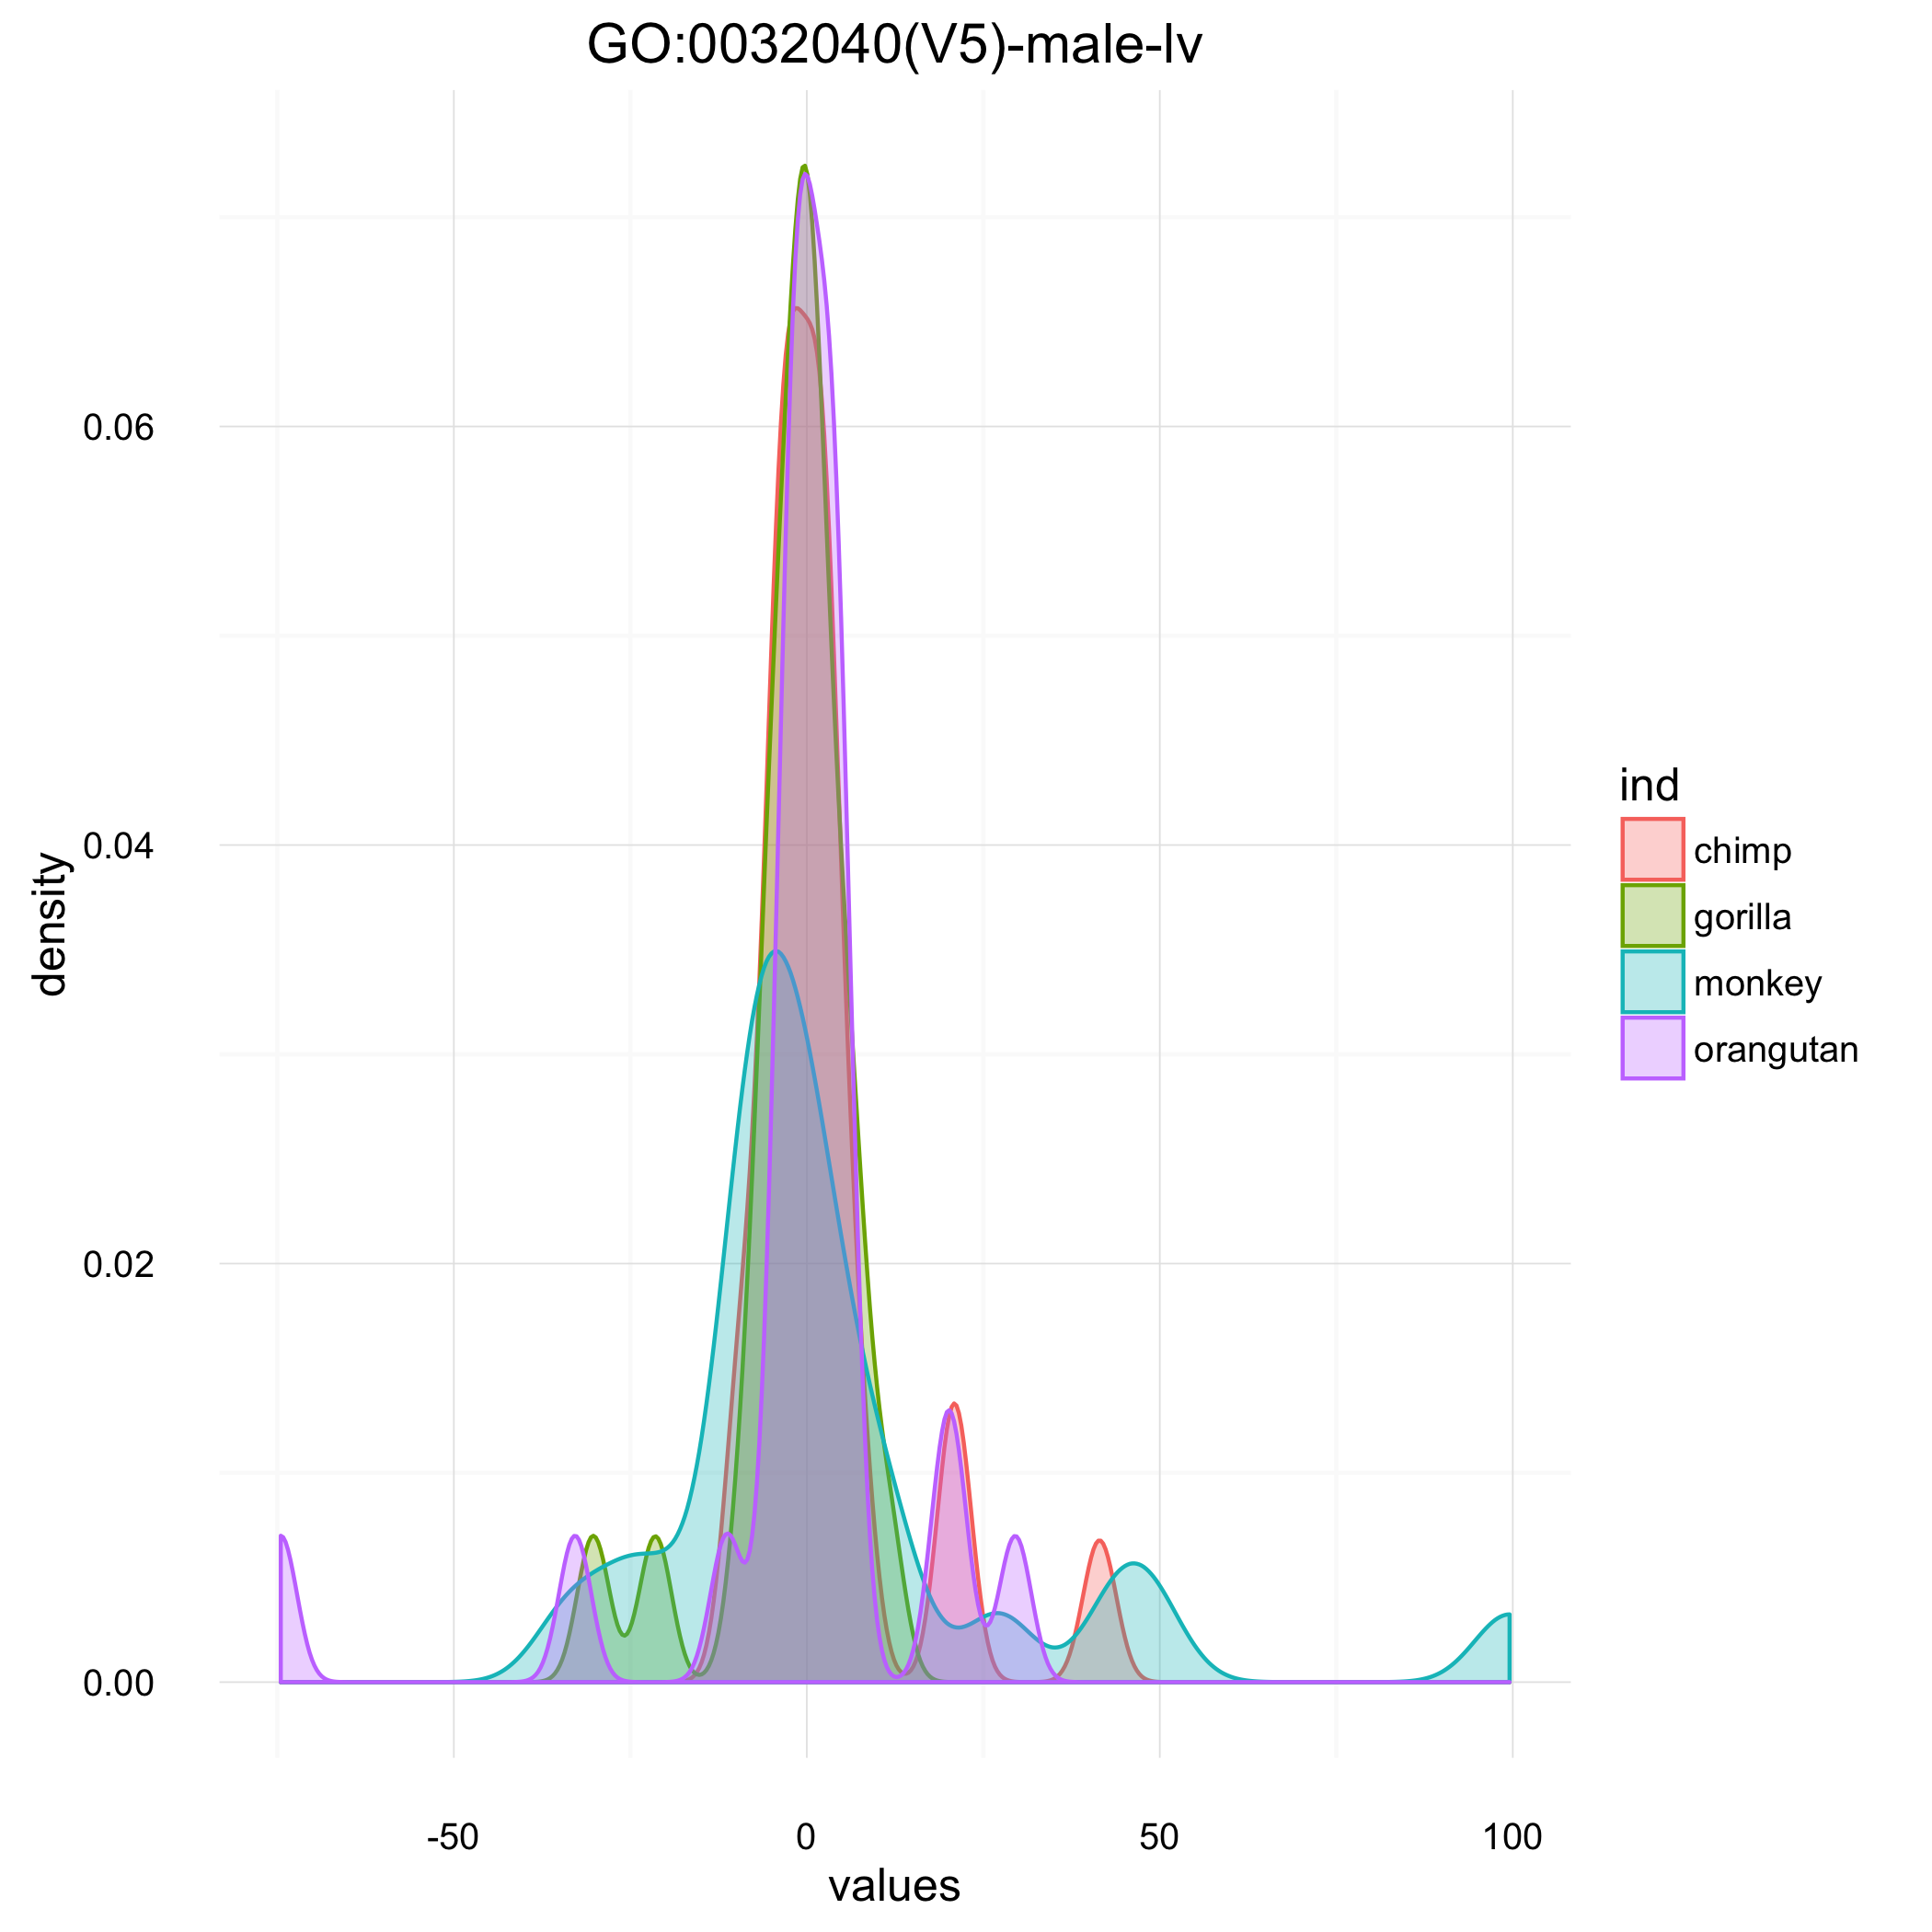 GO:0032040(V5)-male-lv
density
0.06
0.04
0.02
0.00
-50
0
50
100
values
ind
chimp
gorilla
monkey
orangutan